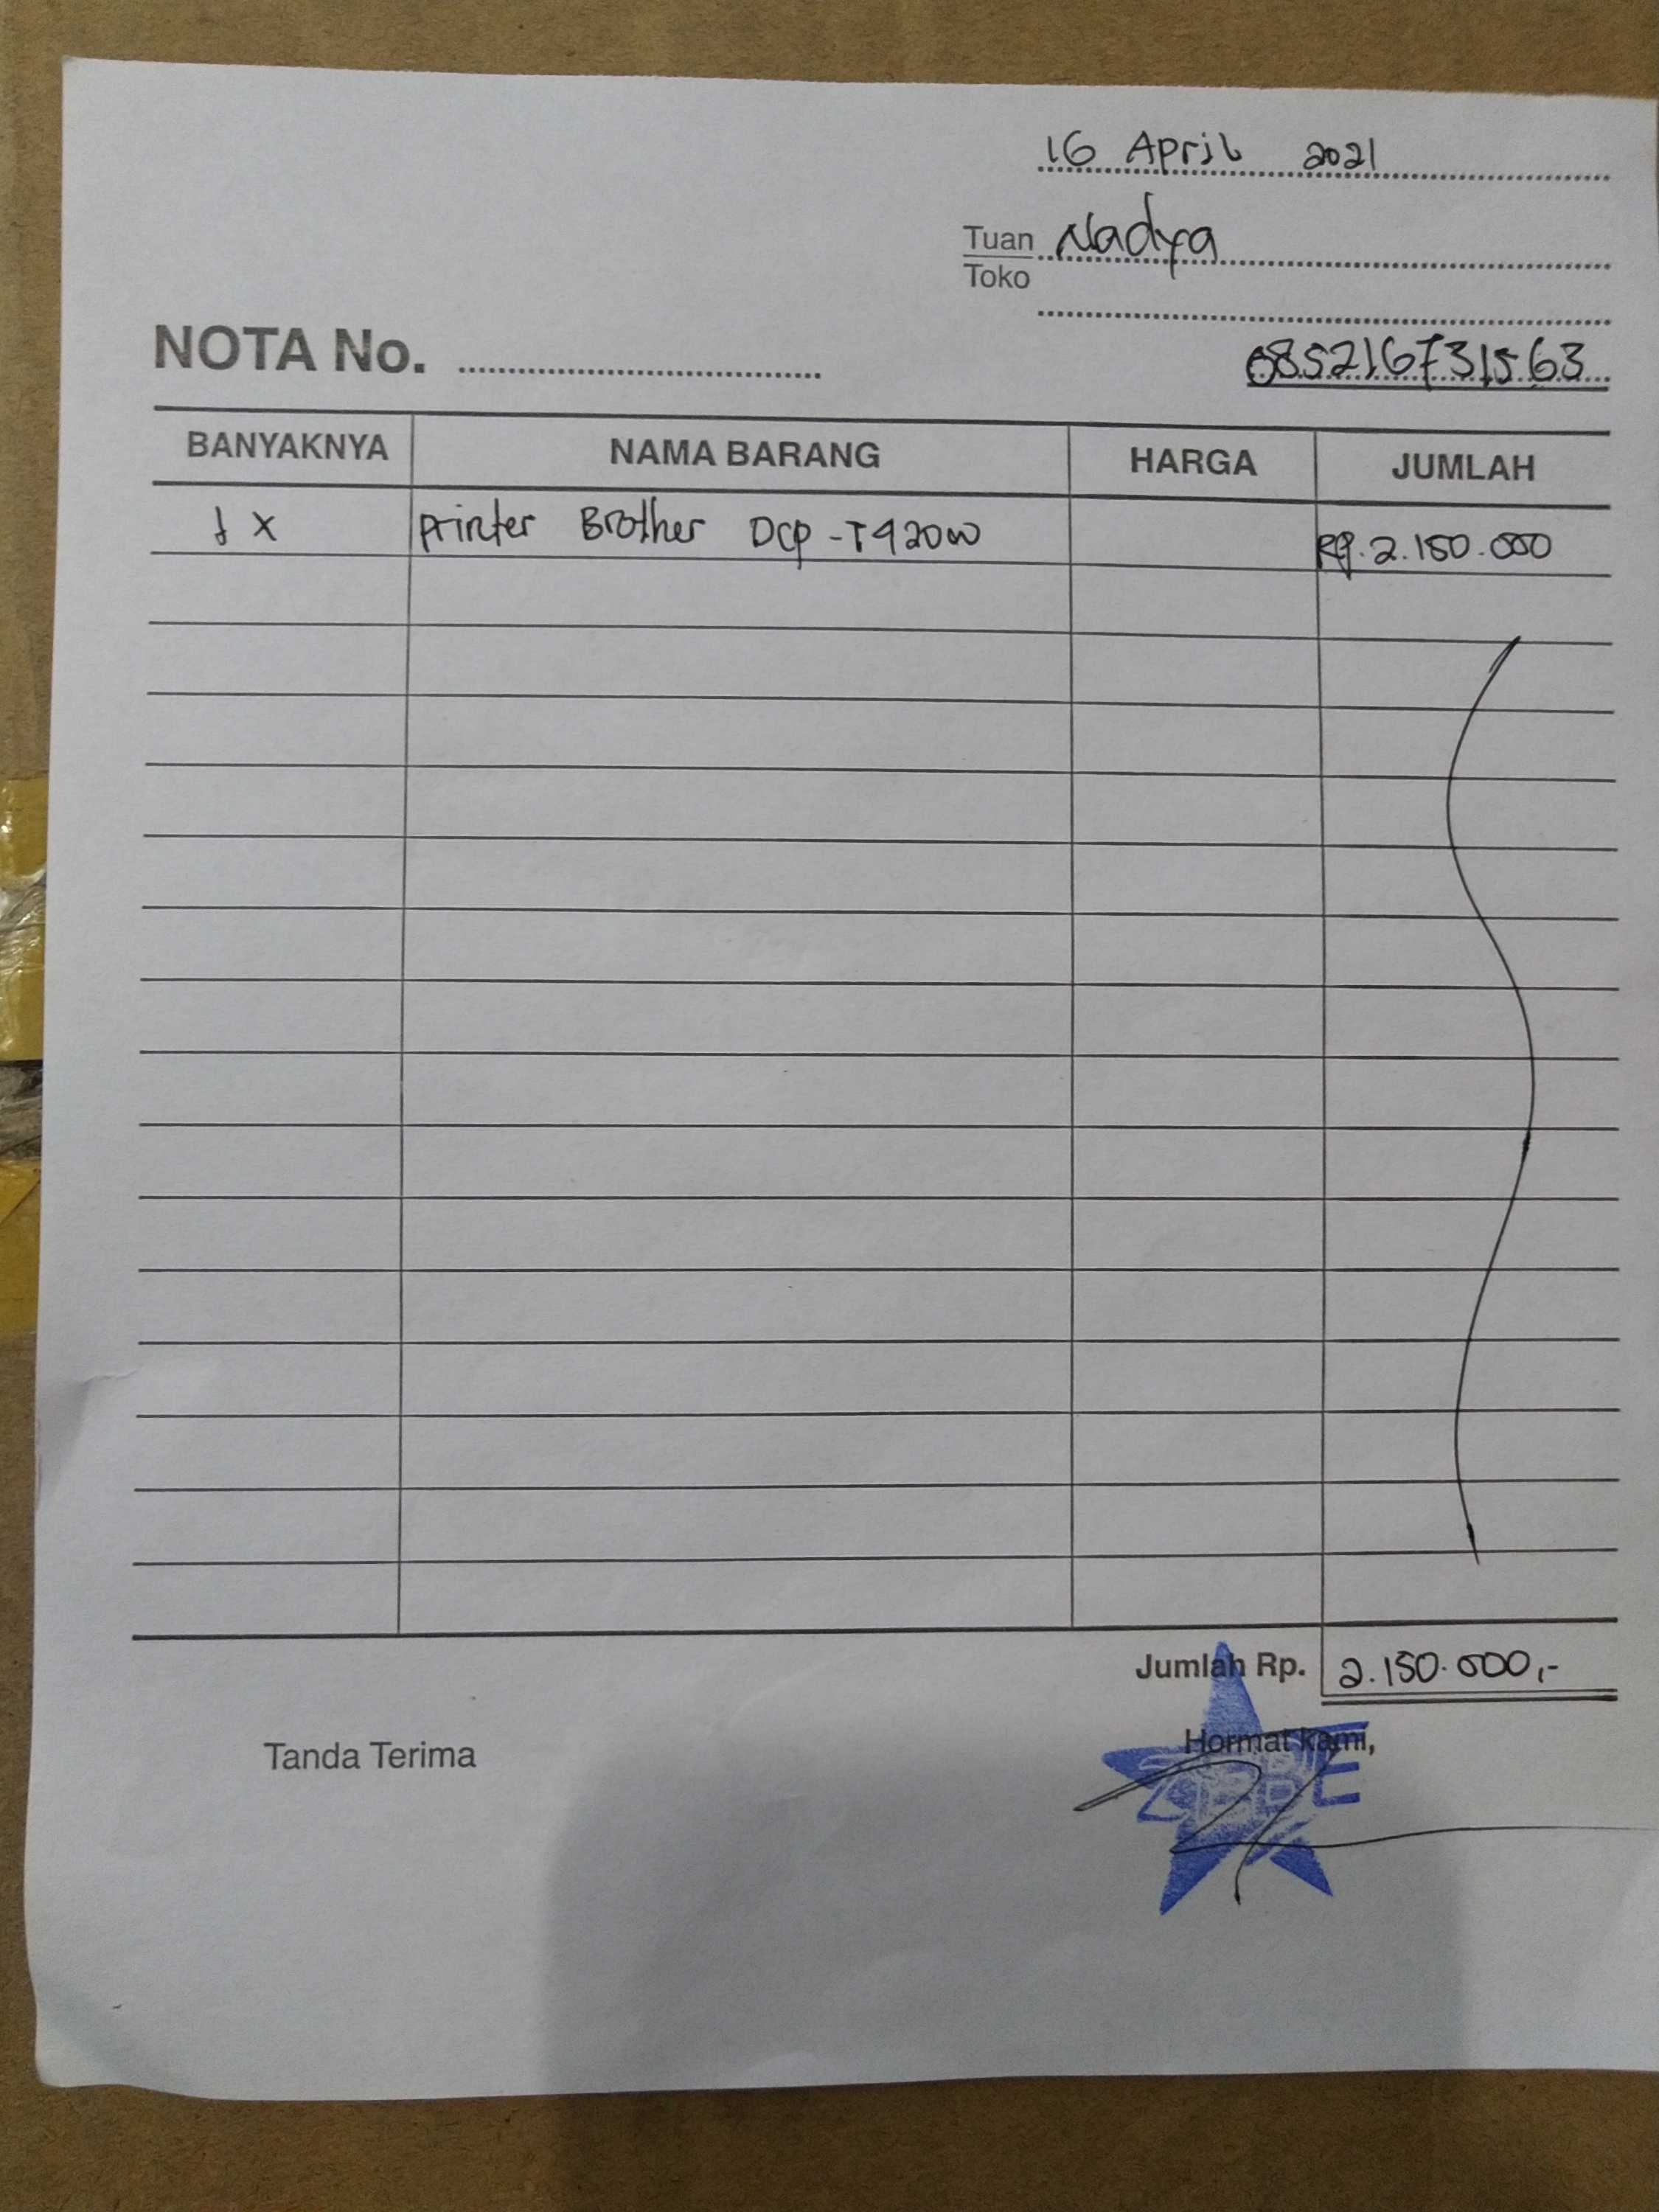 16 April 2021
Tuan Nadya
Toko
085216731563
NOTA No.
BANYAKNYA NAMA BARANG HARGA JUMLAH
1 x Printer Brother DCP-T420W Rp. 2.150.000
Jumlah Rp. 2.150.000,-
Tanda Terima Hormat kami,